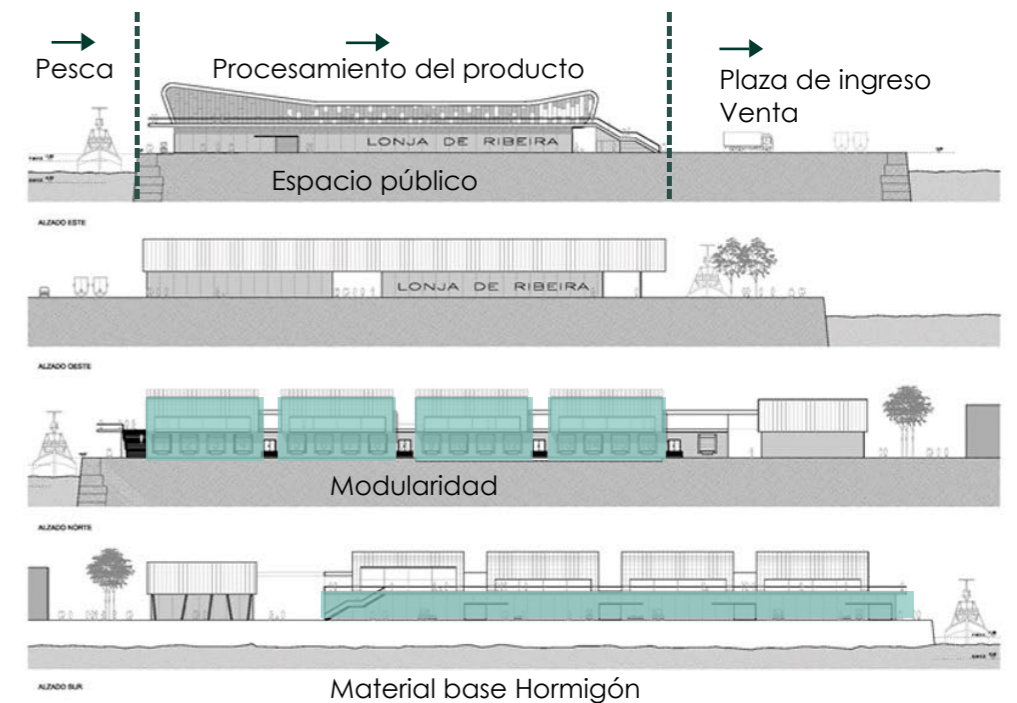 Pesca
Procesamiento del producto
Plaza de ingreso
Venta
LONJA DE RIBEIRA
Espacio público
ALZADO ESTE
LONJA DE RIBEIRA
ALZADO OESTE
Modularidad
ALZADO NORTE
ALZADO SUR
Material base Hormigón